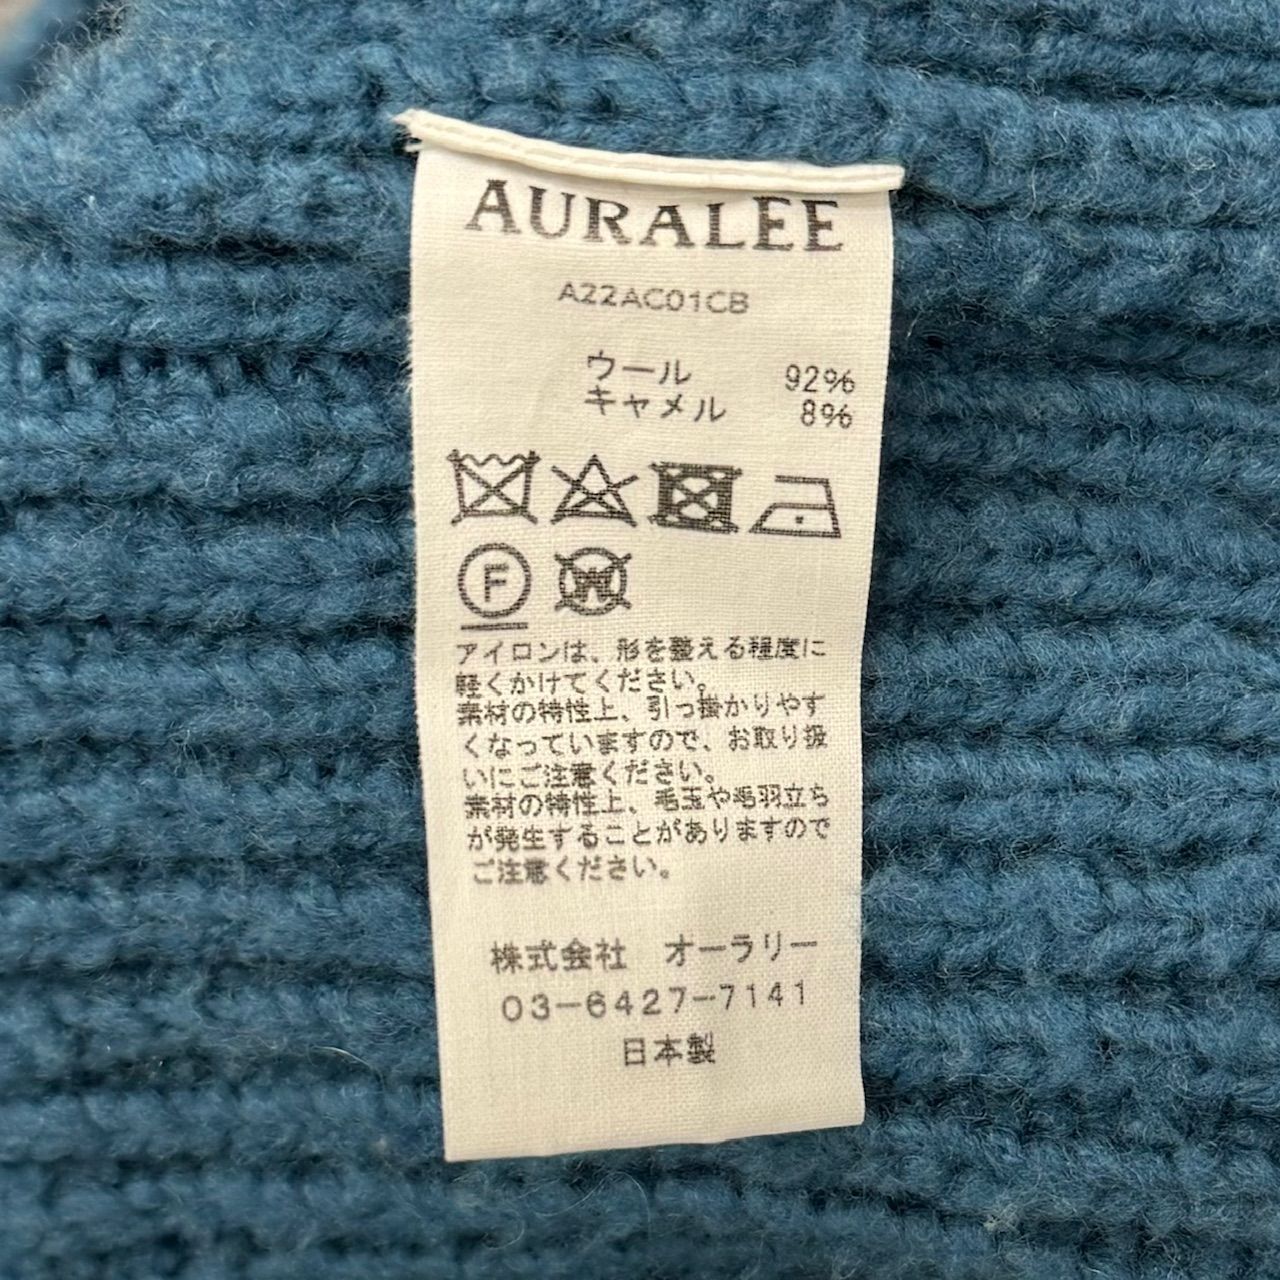 AURALEE
A22AC01CB
ウール 92%
キャメル 8%
F
W
アイロンは、形を整える程度に
軽くかけてください。
素材の特性上、引っ掛かりやす
くなっていますので、お取り扱
いにご注意ください。
素材の特性上、毛玉や毛羽立ち
が発生することがありますので
ご注意ください。
株式会社 オーラリー
03-6427-7141
日本製